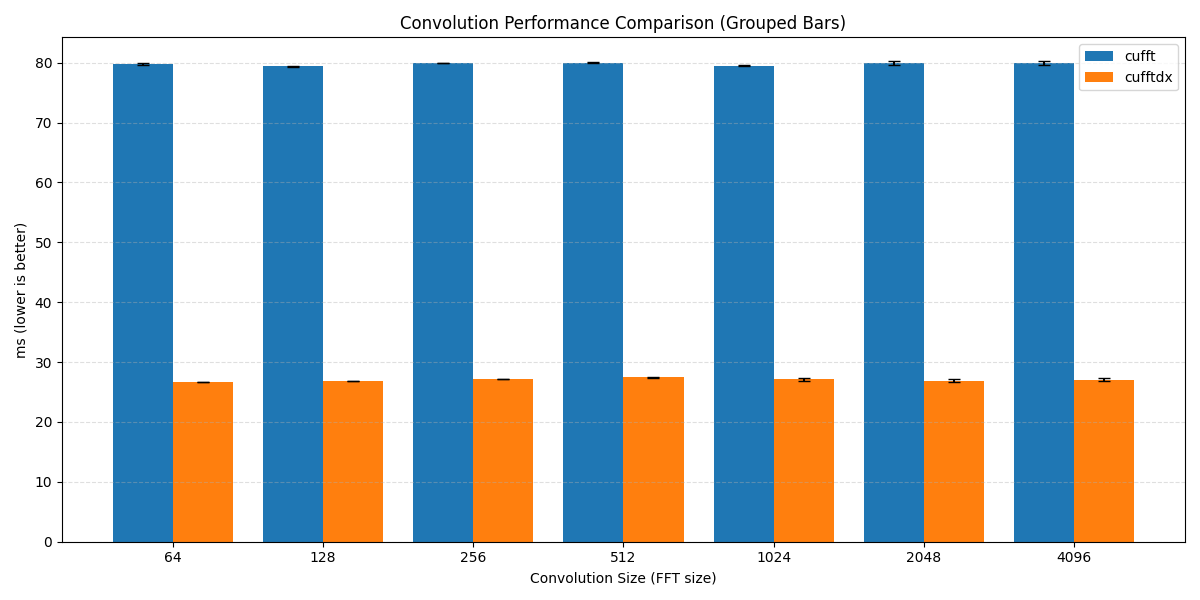 Convolution Performance Comparison (Grouped Bars)
cufft
cufftdx
ms (lower is better)
80
70
60
50
40
30
20
10
0
64 128 256 512 1024 2048 4096
Convolution Size (FFT size)